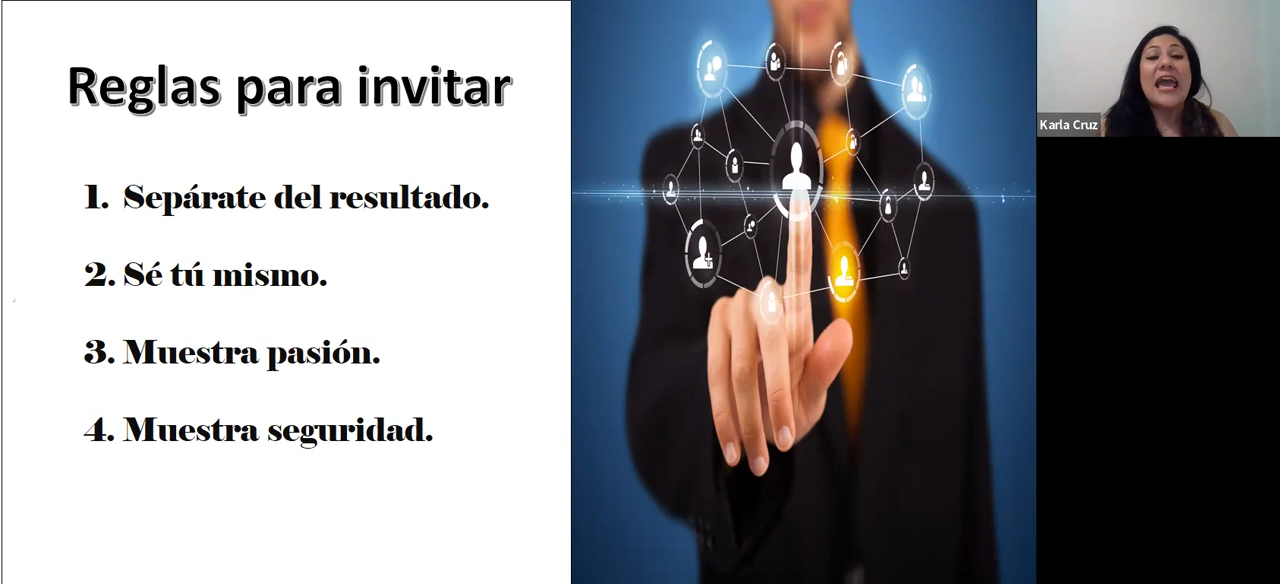 Reglas para invitar
1. Sepárate del resultado.
2. Sé tú mismo.
3. Muestra pasión.
4. Muestra seguridad.
Karla Cruz